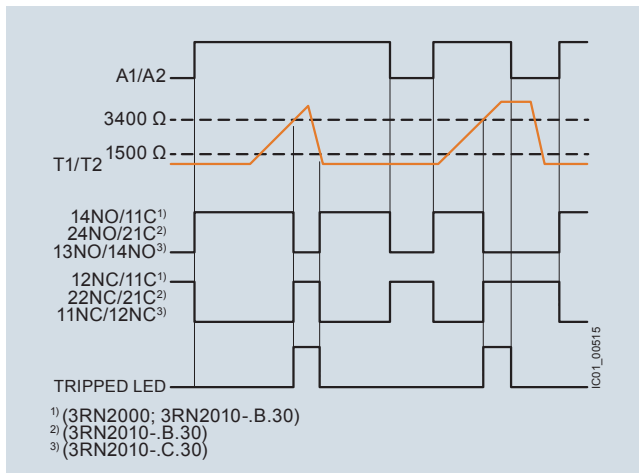 A1/A2
3400 Ω
1500 Ω
T1/T2
14NO/11C1)
24NO/21C2)
13NO/14NO3)
12NC/11C1)
22NC/21C2)
11NC/12NC3)
TRIPPED LED
IC01_00515
1) (3RN2000; 3RN2010-.B.30)
2) (3RN2010-.B.30)
3) (3RN2010-.C.30)